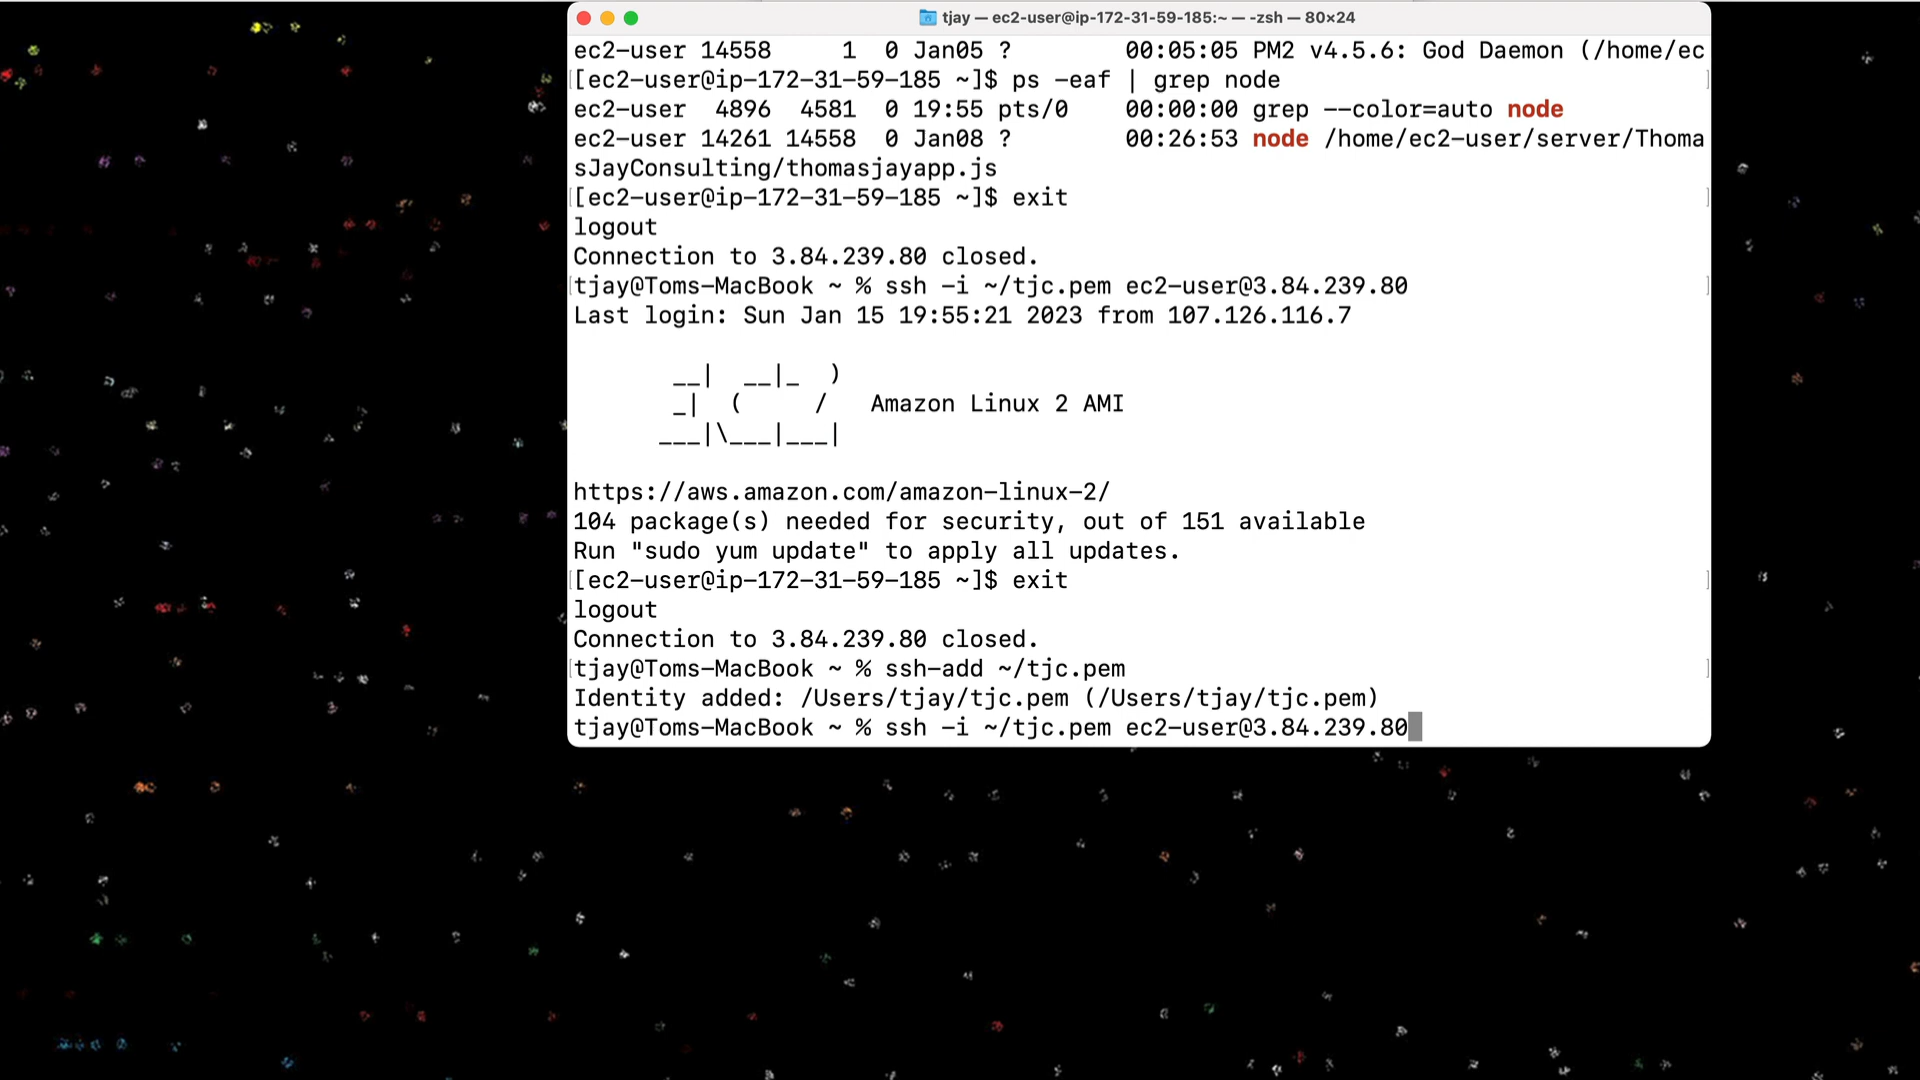 tjay — ec2-user@ip-172-31-59-185:~ — -zsh — 80×24
ec2-user 14558     1  0 Jan05 ?        00:05:05 PM2 v4.5.6: God Daemon (/home/ec
[[ec2-user@ip-172-31-59-185 ~]$ ps -eaf | grep node ]
ec2-user  4896  4581  0 19:55 pts/0    00:00:00 grep --color=auto node
ec2-user 14261 14558  0 Jan08 ?        00:26:53 node /home/ec2-user/server/Thoma
sJayConsulting/thomasjayapp.js
[[ec2-user@ip-172-31-59-185 ~]$ exit ]
logout
Connection to 3.84.239.80 closed.
[tjay@Toms-MacBook ~ % ssh -i ~/tjc.pem ec2-user@3.84.239.80 ]
Last login: Sun Jan 15 19:55:21 2023 from 107.126.116.7
       __|  __|_  )
       _|  (     /   Amazon Linux 2 AMI
      ___|\___|___|
https://aws.amazon.com/amazon-linux-2/
104 package(s) needed for security, out of 151 available
Run "sudo yum update" to apply all updates.
[[ec2-user@ip-172-31-59-185 ~]$ exit ]
logout
Connection to 3.84.239.80 closed.
[tjay@Toms-MacBook ~ % ssh-add ~/tjc.pem ]
Identity added: /Users/tjay/tjc.pem (/Users/tjay/tjc.pem)
tjay@Toms-MacBook ~ % ssh -i ~/tjc.pem ec2-user@3.84.239.80